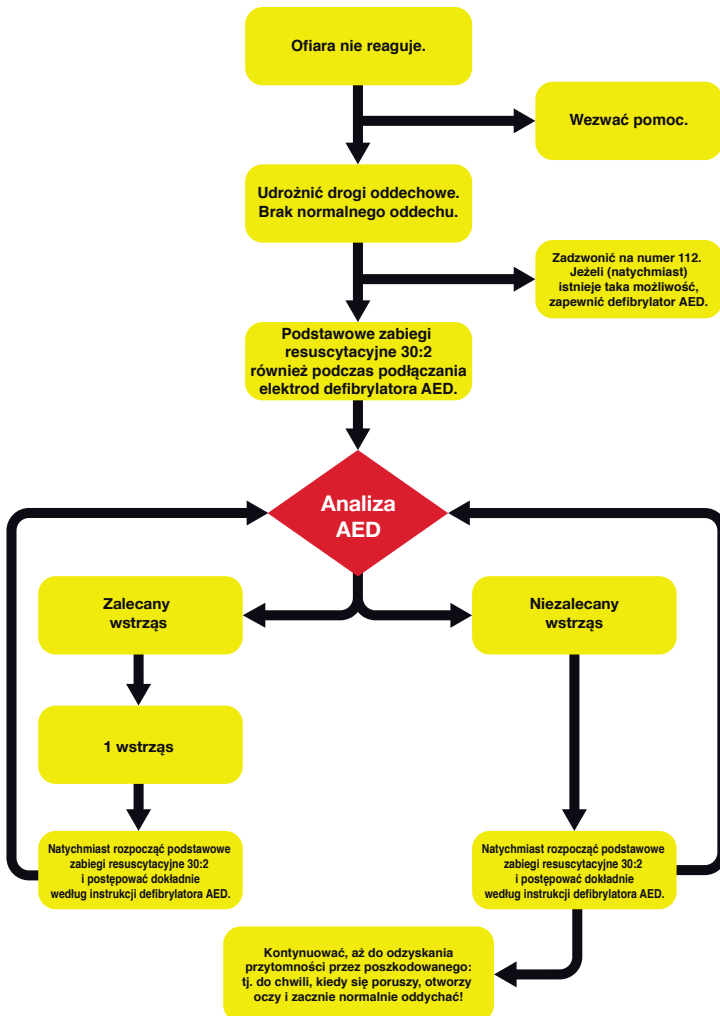 Ofiara nie reaguje.
Wezwać pomoc.
Udrożnić drogi oddechowe.
Brak normalnego oddechu.
Zadzwonić na numer 112.
Jeżeli (natychmiast)
istnieje taka możliwość,
zapewnić defibrylator AED.
Podstawowe zabiegi
resuscytacyjne 30:2
również podczas podłączania
elektrod defibrylatora AED.
Analiza
AED
Zalecany
wstrząs
Niezalecany
wstrząs
1 wstrząs
Natychmiast rozpocząć podstawowe
zabiegi resuscytacyjne 30:2
i postępować dokładnie
według instrukcji defibrylatora AED.
Natychmiast rozpocząć podstawowe
zabiegi resuscytacyjne 30:2
i postępować dokładnie
według instrukcji defibrylatora AED.
Kontynuować, aż do odzyskania
przytomności przez poszkodowanego:
tj. do chwili, kiedy się poruszy, otworzy
oczy i zacznie normalnie oddychać!